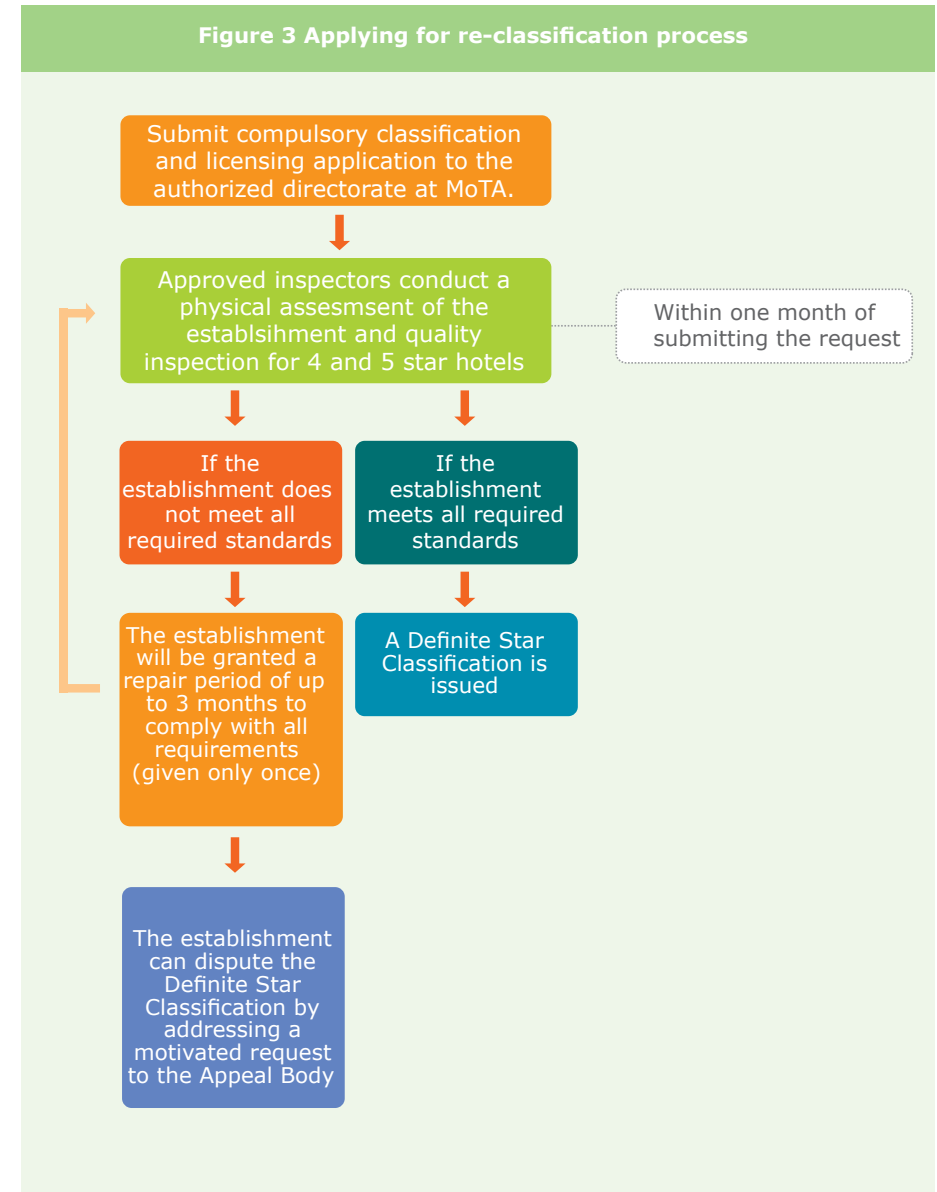 Figure 3 Applying for re-classification process
Submit compulsory classification
and licensing application to the
authorized directorate at MoTA.
Approved inspectors conduct a
physical assesmsent of the
establsihment and quality
inspection for 4 and 5 star hotels
Within one month of
submitting the request
If the
establishment does
not meet all
required standards
If the
establishment
meets all required
standards
The establishment
will be granted a
repair period of up
to 3 months to
comply with all
requirements
(given only once)
A Definite Star
Classification is
issued
The establishment
can dispute the
Definite Star
Classification by
addressing a
motivated request
to the Appeal Body